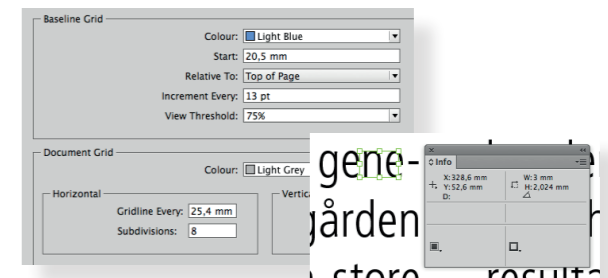 Baseline Grid
Colour: Light Blue
Start: 20,5 mm
Relative To: Top of Page
Increment Every: 13 pt
View Threshold: 75%
Document Grid
Colour: Light Grey
Horizontal
Gridline Every: 25,4 mm
Subdivisions: 8
gene-
gården
store
Info
X: 328,6 mm
Y: 52,6 mm
D:
W: 3 mm
H: 2,024 mm